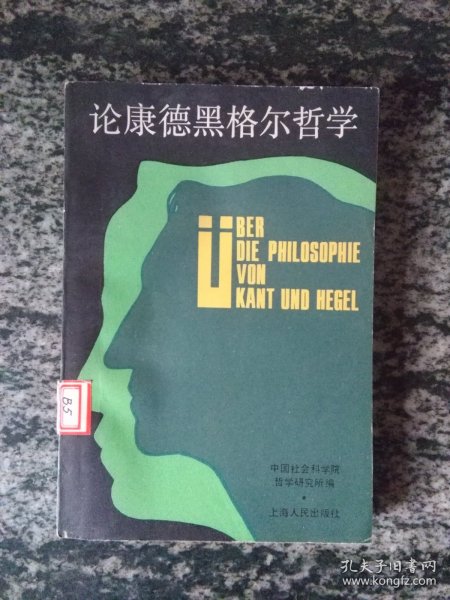 论康德黑格尔哲学
ÜBER
DIE PHILOSOPHIE
VON
KANT UND HEGEL
B5
中国社会科学院
哲学研究所编
上海人民出版社
孔夫子旧书网
www.kongfz.com